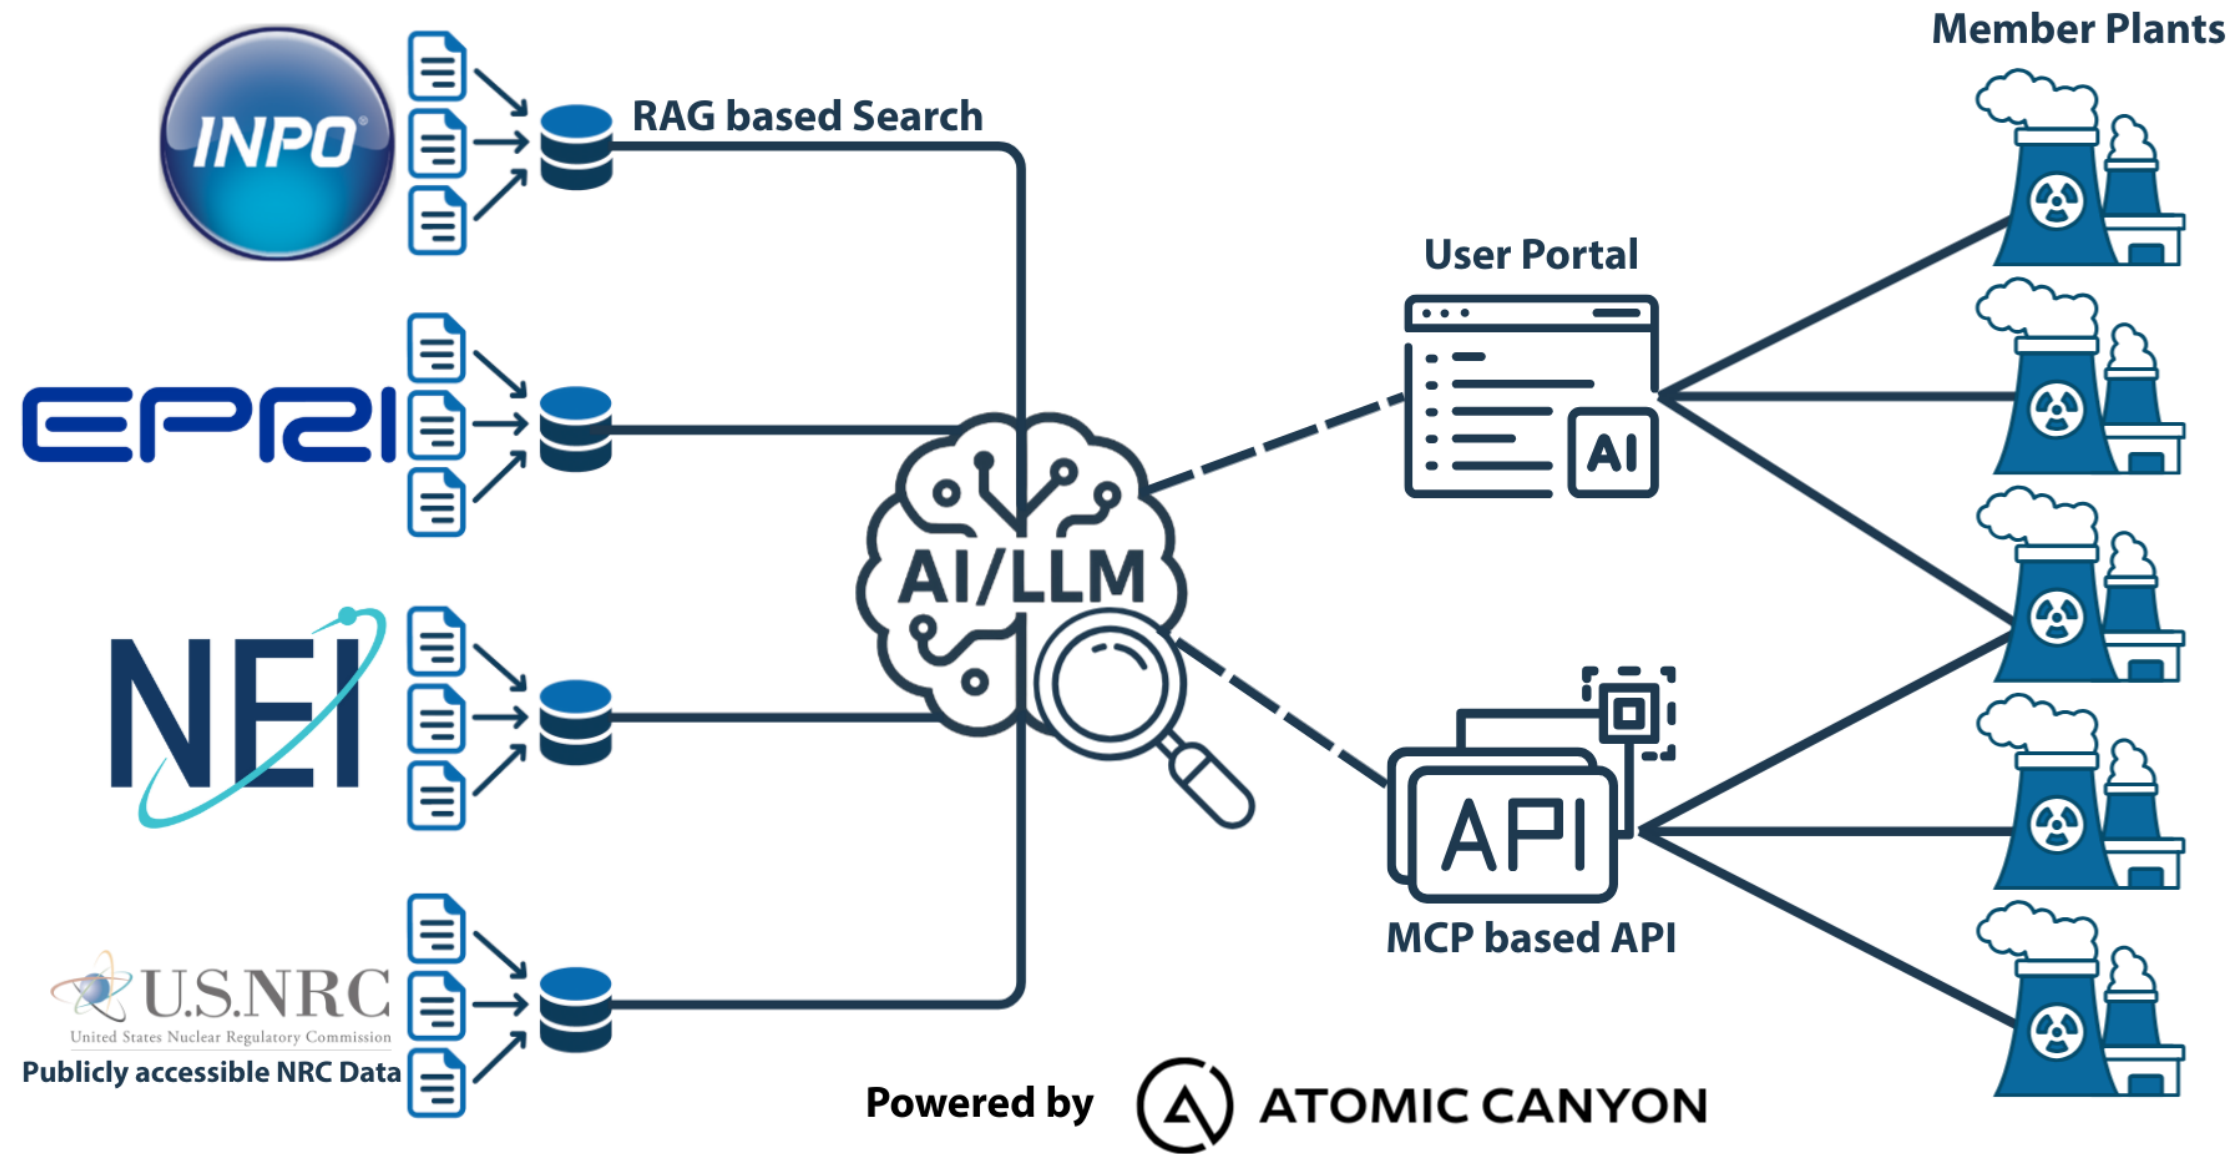 Member Plants
INPO®
RAG based Search
User Portal
EPRI
AI
AI/LLM
NEI
API
MCP based API
U.S.NRC
United States Nuclear Regulatory Commission
Publicly accessible NRC Data
Powered by ATOMIC CANYON